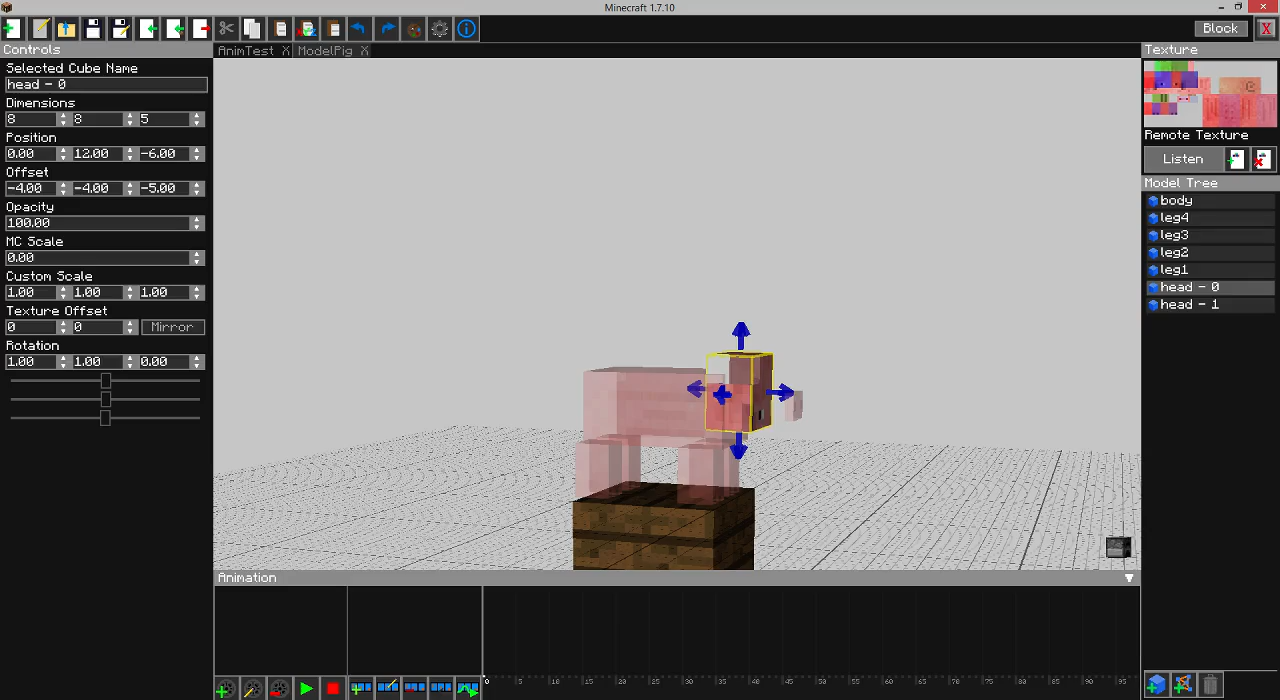 Minecraft 1.7.10
Block
X
Controls
AnimTest X ModelPig X
Texture
Selected Cube Name
head - 0
Dimensions
8 8 5
Position
0.00 12.00 -6.00
Offset
-4.00 -4.00 -5.00
Opacity
100.00
MC Scale
0.00
Custom Scale
1.00 1.00 1.00
Texture Offset
0 0 Mirror
Rotation
1.00 1.00 0.00
Remote Texture
Listen
Model Tree
body
leg4
leg3
leg2
leg1
head - 0
head - 1
Animation
0 5 10 15 20 25 30 35 40 45 50 55 60 65 70 75 80 85 90 95